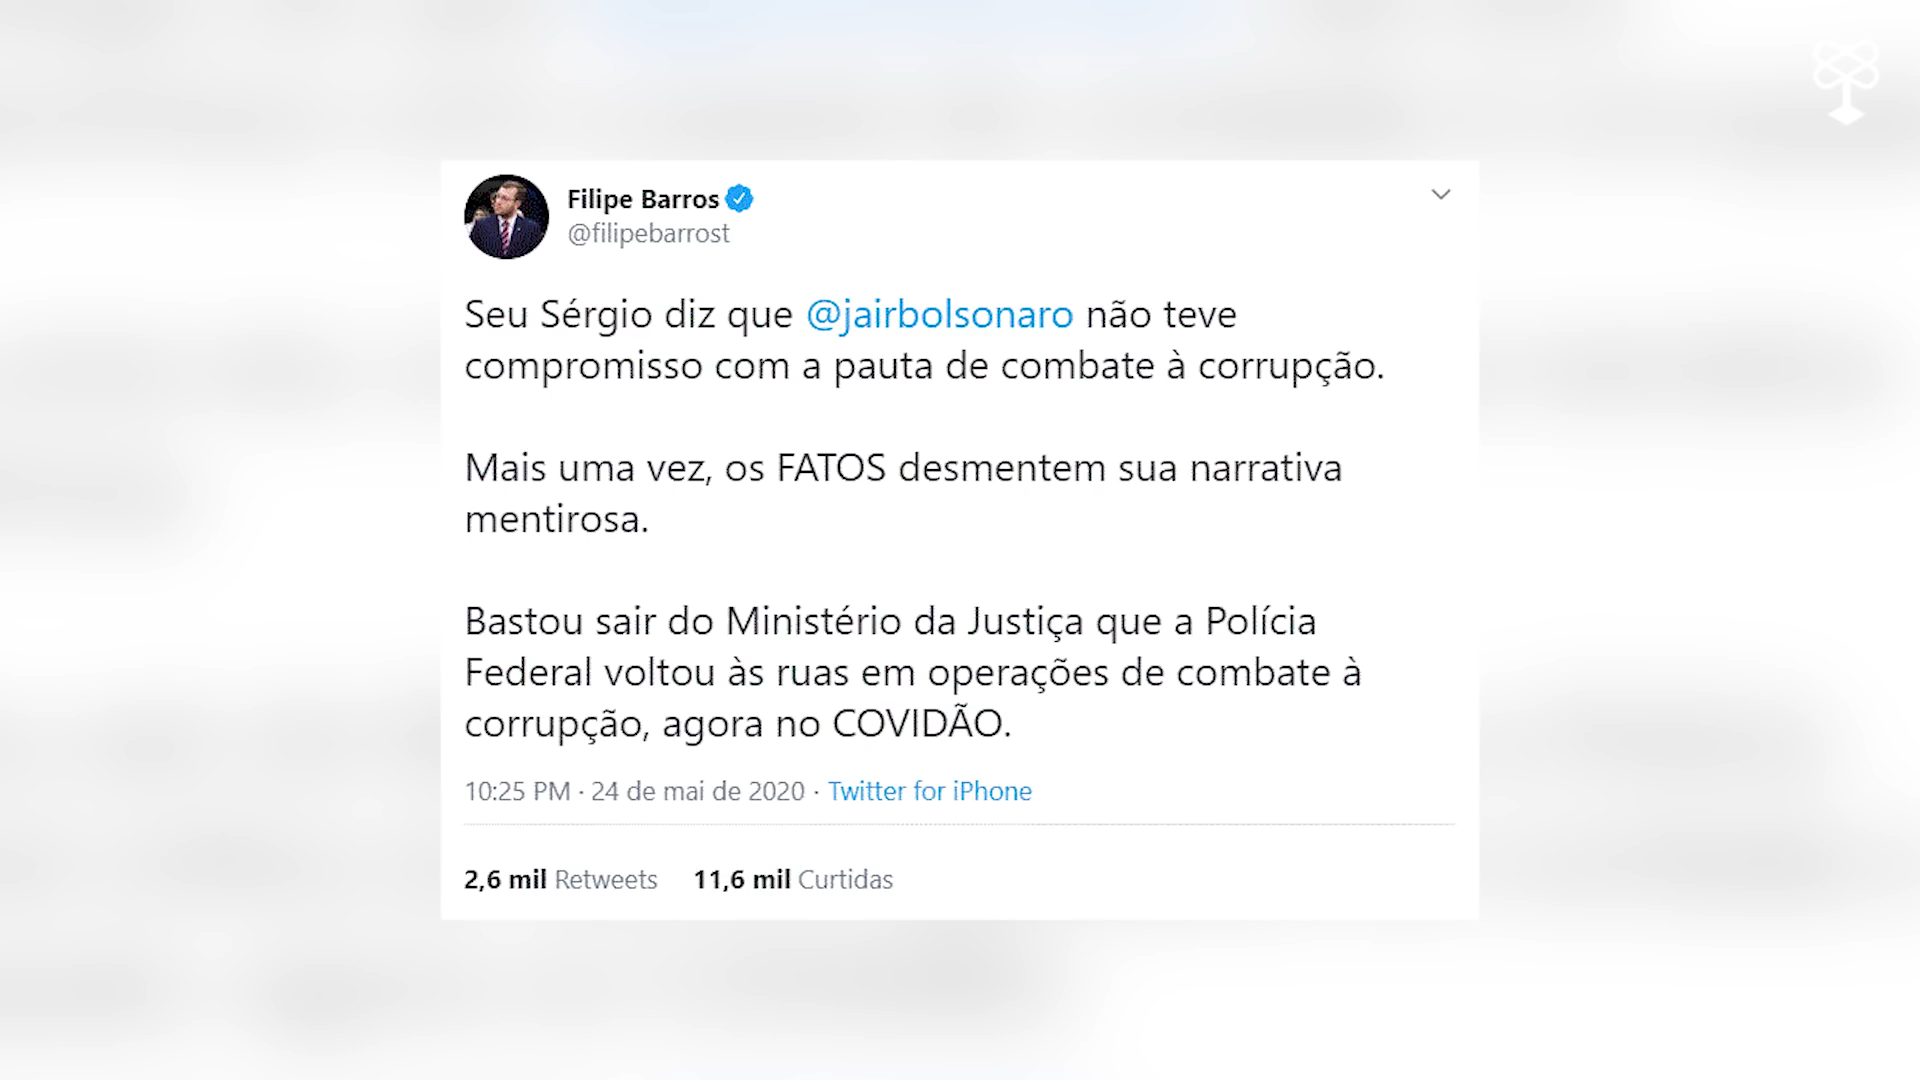 Filipe Barros
@filipebarrost
Seu Sérgio diz que @jairbolsonaro não teve
compromisso com a pauta de combate à corrupção.
Mais uma vez, os FATOS desmentem sua narrativa
mentirosa.
Bastou sair do Ministério da Justiça que a Polícia
Federal voltou às ruas em operações de combate à
corrupção, agora no COVIDÃO.
10:25 PM · 24 de mai de 2020 · Twitter for iPhone
2,6 mil Retweets 11,6 mil Curtidas